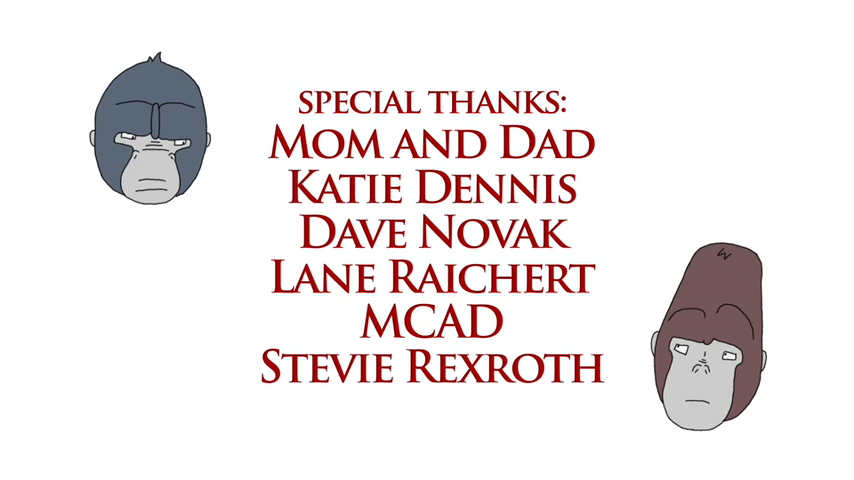 SPECIAL THANKS:
MOM AND DAD
KATIE DENNIS
DAVE NOVAK
LANE RAICHERT
MCAD
STEVIE REXROTH